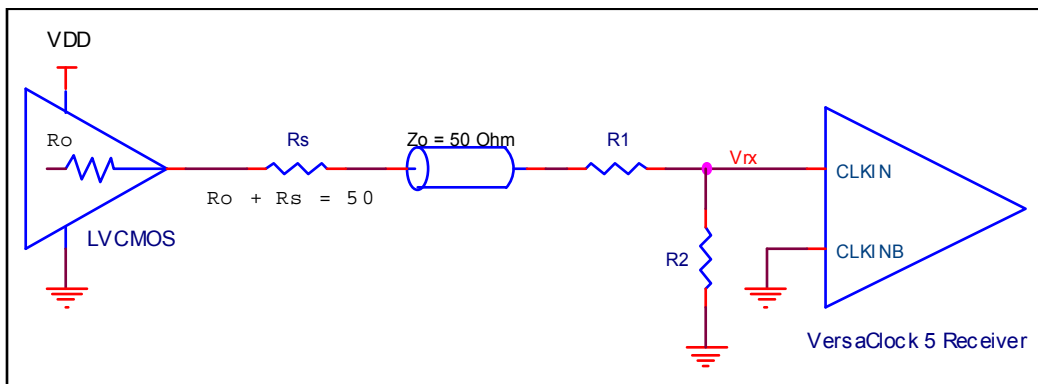 VDD
Ro
Rs
Zo = 50 Ohm
R1
Vrx
CLKIN
Ro + Rs = 50
LVCMOS
R2
CLKINB
VersaClock 5 Receiver